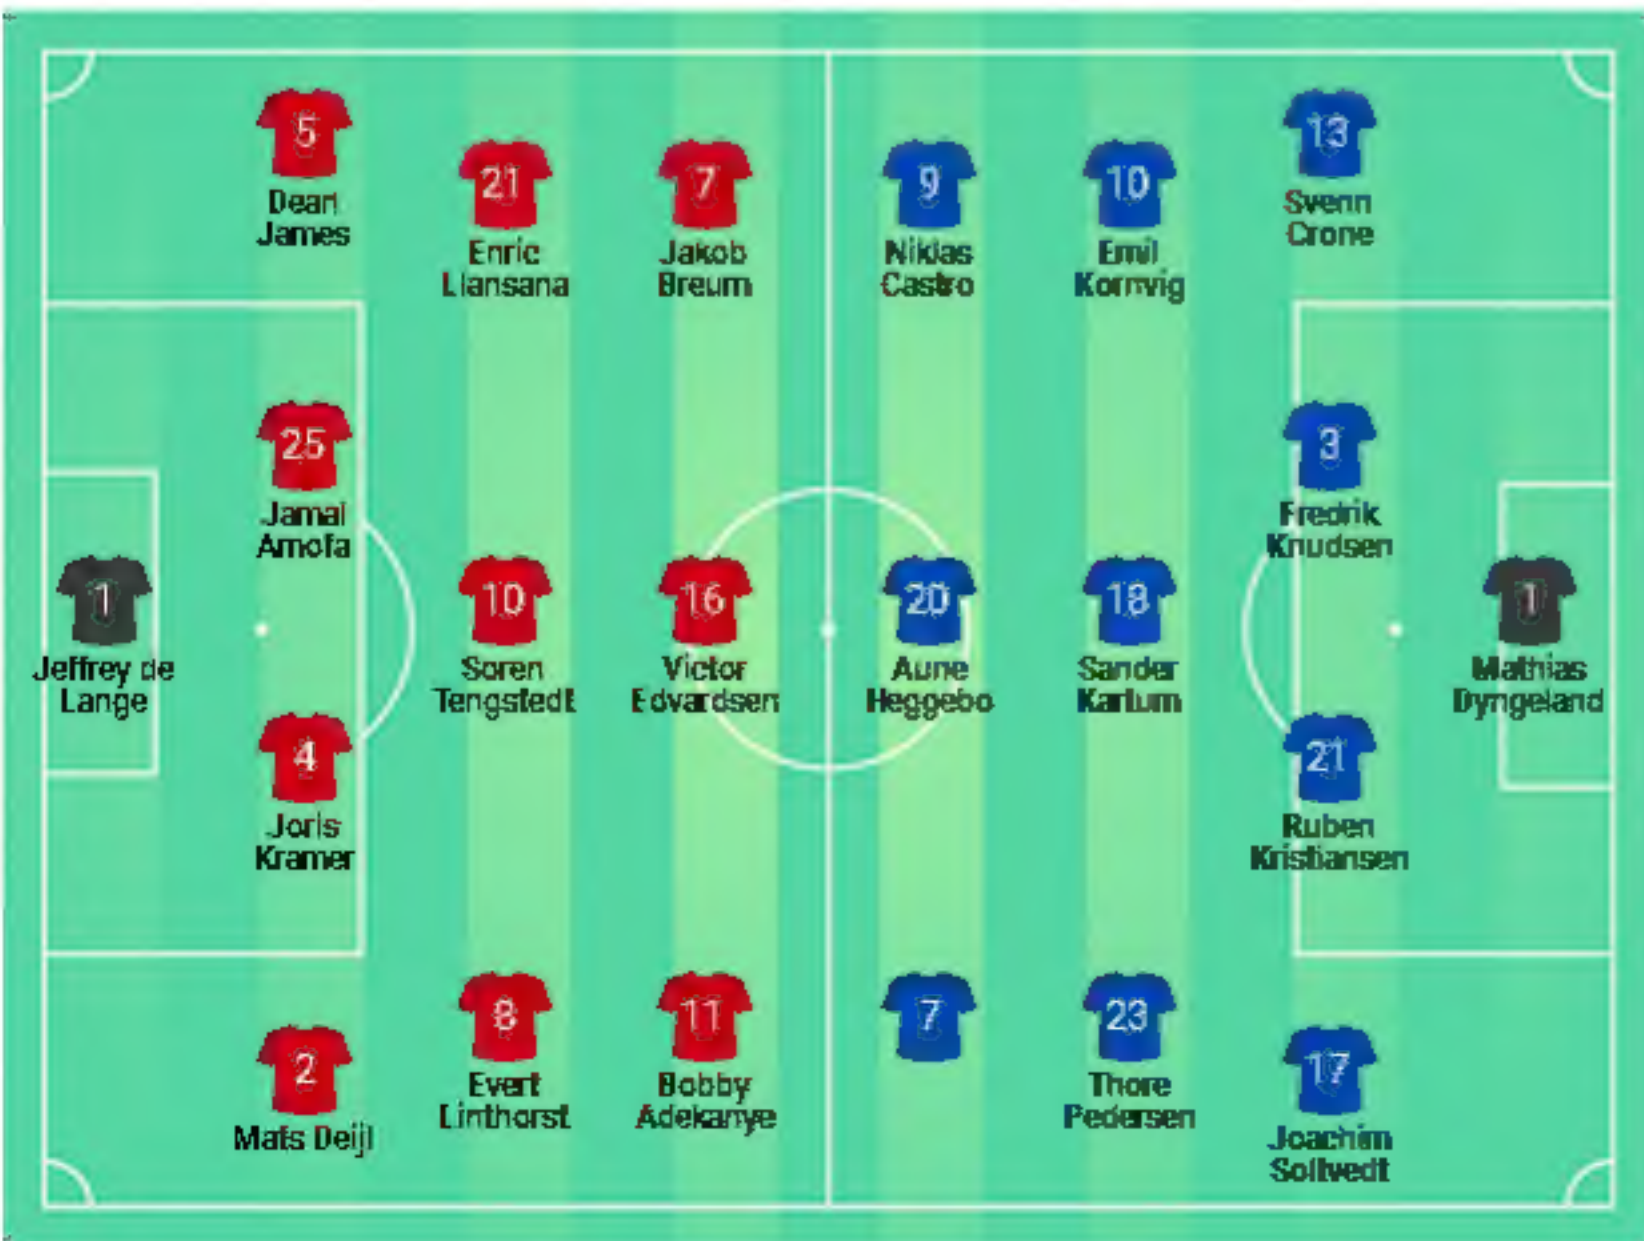 1
Jeffrey de
Lange
5
Dean
James
25
Jamal
Amofa
4
Joris
Kramer
2
Mats Deijl
21
Enric
Llansana
10
Soren
Tengstedt
8
Evert
Linthorst
7
Jakob
Breum
16
Victor
Edvardsen
11
Bobby
Adekanye
9
Niklas
Castro
20
Aune
Heggebo
7
10
Emil
Kornvig
18
Sander
Kartum
23
Thore
Pedersen
13
Svenn
Crone
3
Fredrik
Knudsen
21
Ruben
Kristiansen
17
Joachim
Soltvedt
1
Mathias
Dyngeland